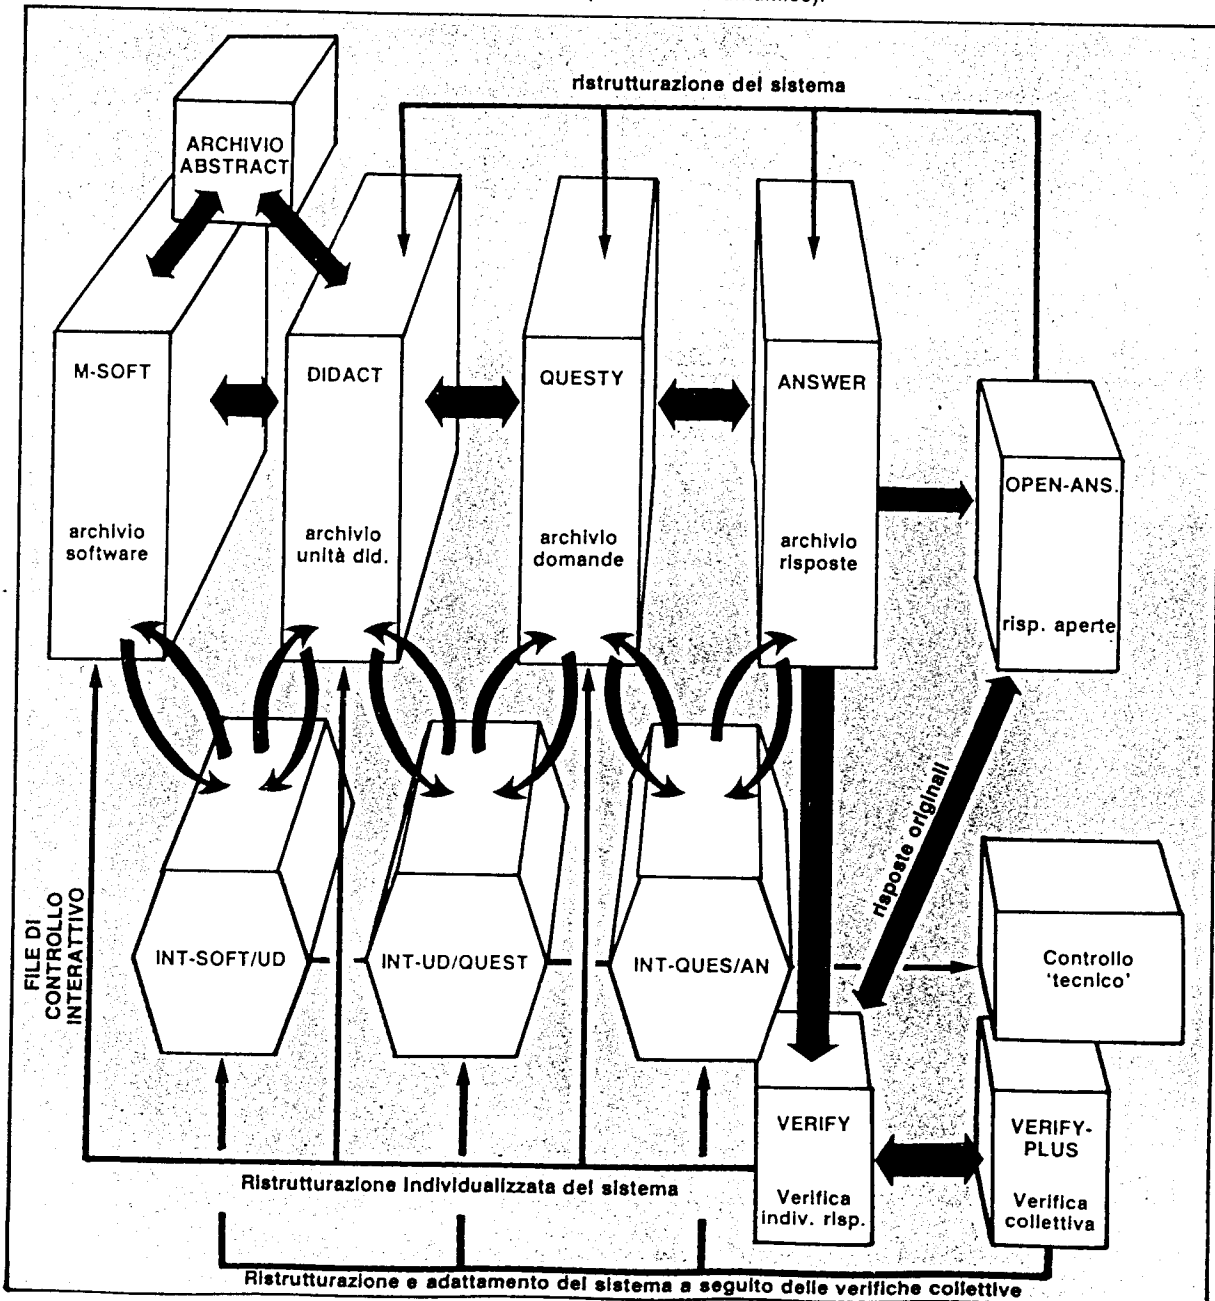 ristrutturazione del sistema
ARCHIVIO
ABSTRACT
M-SOFT
archivio
software
DIDACT
archivio
unità did.
QUESTY
archivio
domande
ANSWER
archivio
risposte
OPEN-ANS.
risp. aperte
risposte originali
FILE DI
CONTROLLO
INTERATTIVO
INT-SOFT/UD
INT-UD/QUEST
INT-QUES/AN
Controllo
'tecnico'
VERIFY
Verifica
indiv. risp.
VERIFY-
PLUS
Verifica
collettiva
Ristrutturazione individualizzata del sistema
Ristrutturazione e adattamento del sistema a seguito delle verifiche collettive